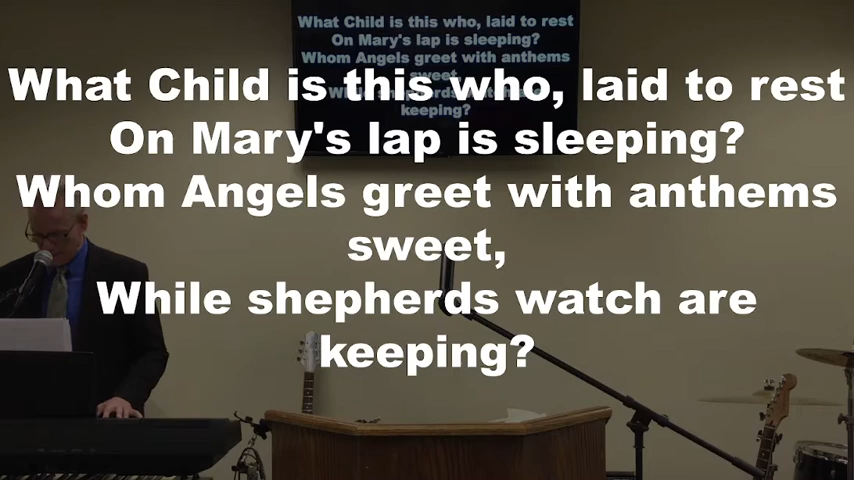 What Child is this who, laid to rest
On Mary's lap is sleeping?
Whom Angels greet with anthems
sweet,
keeping?
What Child is this who, laid to rest
On Mary's lap is sleeping?
Whom Angels greet with anthems
sweet,
While shepherds watch are
keeping?